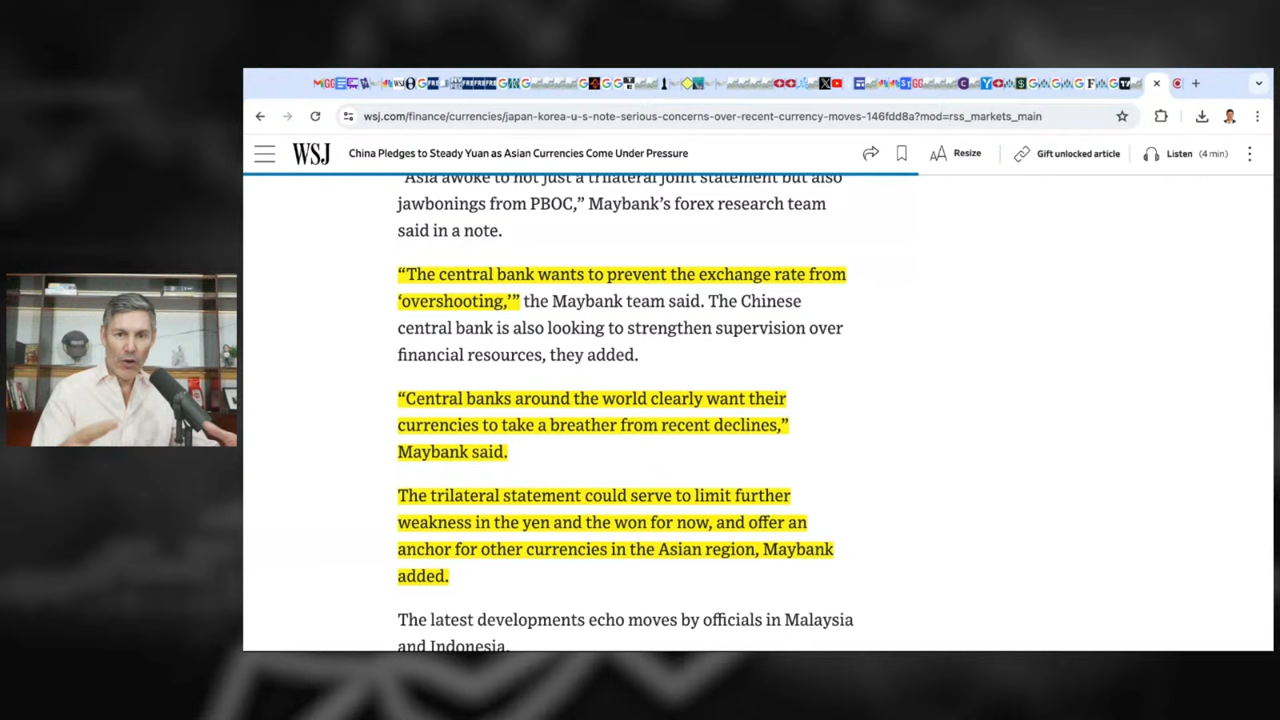 wsj.com/finance/currencies/japan-korea-u-s-note-serious-concerns-over-recent-currency-moves-146fdd8a?mod=rss_markets_main
WSJ
China Pledges to Steady Yuan as Asian Currencies Come Under Pressure
AA Resize
Gift unlocked article
Listen (4 min)
“Asia awoke to not just a trilateral joint statement but also
jawbonings from PBOC,” Maybank’s forex research team
said in a note.
“The central bank wants to prevent the exchange rate from
‘overshooting,’” the Maybank team said. The Chinese
central bank is also looking to strengthen supervision over
financial resources, they added.
“Central banks around the world clearly want their
currencies to take a breather from recent declines,”
Maybank said.
The trilateral statement could serve to limit further
weakness in the yen and the won for now, and offer an
anchor for other currencies in the Asian region, Maybank
added.
The latest developments echo moves by officials in Malaysia
and Indonesia.